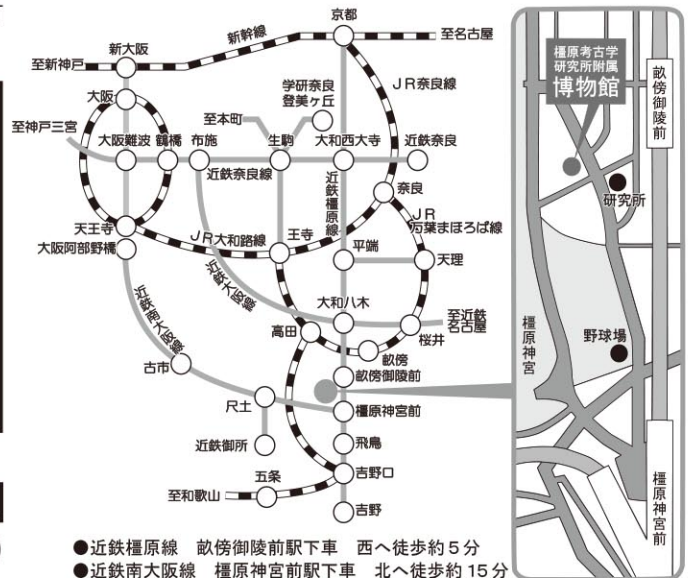 京都
新幹線
至名古屋
新大阪
至新神戸
JR奈良線
学研奈良
登美ヶ丘
大阪
至本町
至神戸三宮
大阪難波
鶴橋
布施
生駒
大和西大寺
近鉄奈良
近鉄奈良線
近鉄橿原線
奈良
JR
万葉まほろば線
天王寺
JR大和路線
王寺
大阪阿部野橋
平端
天理
近鉄大阪線
近鉄南大阪線
大和八木
至近鉄
名古屋
高田
桜井
畝傍
古市
畝傍御陵前
尺土
橿原神宮前
近鉄御所
飛鳥
五条
吉野口
至和歌山
吉野
橿原考古学
研究所附属
博物館
畝傍御陵前
研究所
橿原神宮
野球場
橿原神宮前
●近鉄橿原線　畝傍御陵前駅下車　西へ徒歩約5分
●近鉄南大阪線　橿原神宮前駅下車　北へ徒歩約15分